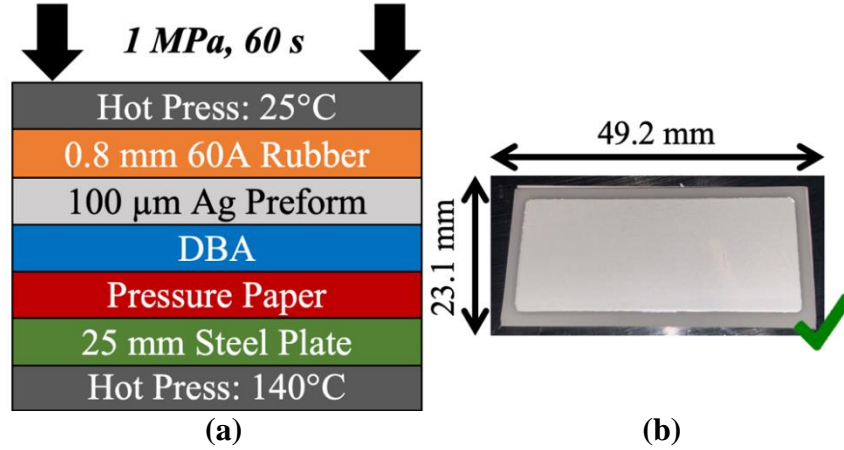 1 MPa, 60 s
Hot Press: 25°C
0.8 mm 60A Rubber
100 µm Ag Preform
DBA
Pressure Paper
25 mm Steel Plate
Hot Press: 140°C
(a)
49.2 mm
23.1 mm
(b)